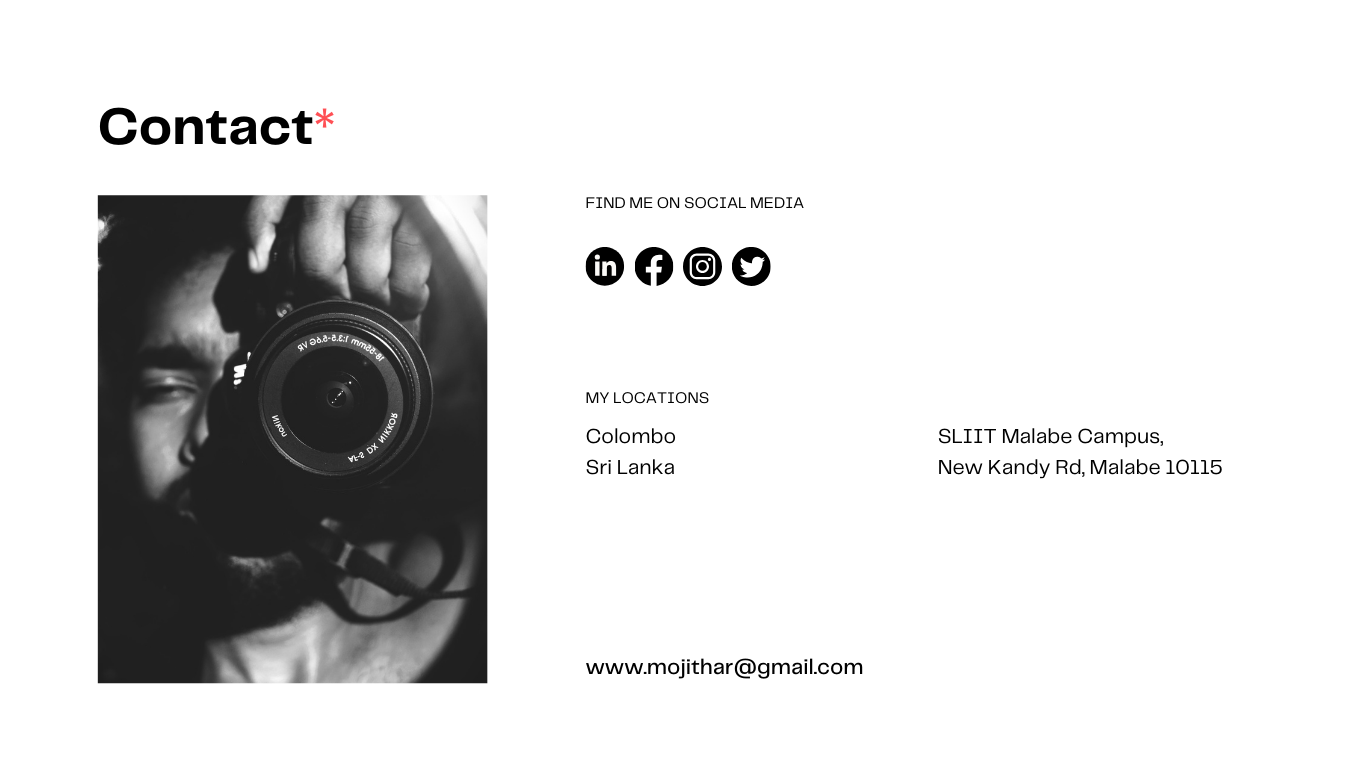 Contact*
FIND ME ON SOCIAL MEDIA
in
MY LOCATIONS
Colombo
Sri Lanka
SLIIT Malabe Campus,
New Kandy Rd, Malabe 10115
www.mojithar@gmail.com
18-55mm 1:3.5-5.6G VR
Nikon
AF-S DX NIKKOR